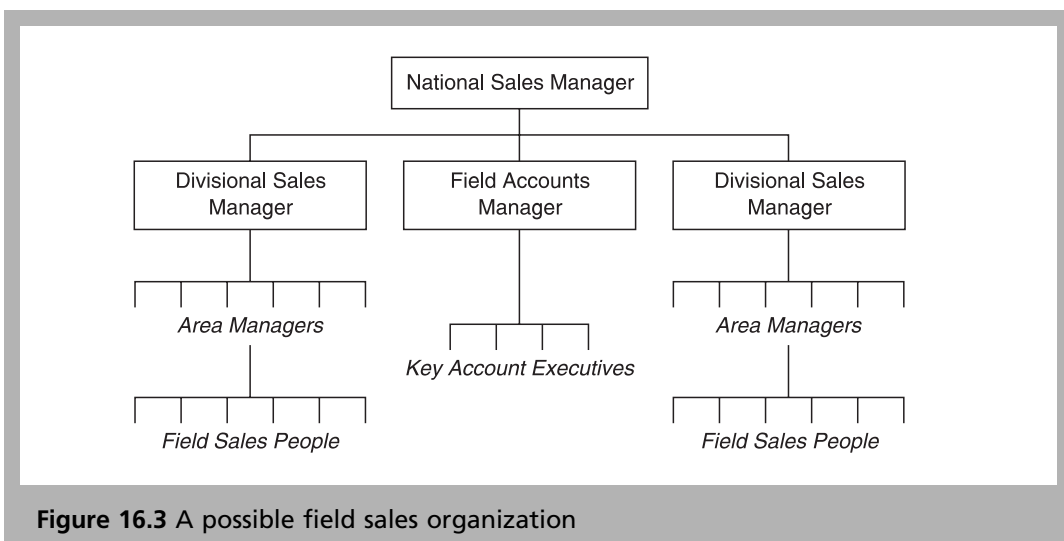 National Sales Manager
Divisional Sales
Manager
Field Accounts
Manager
Divisional Sales
Manager
Area Managers
Key Account Executives
Area Managers
Field Sales People
Field Sales People
Figure 16.3 A possible field sales organization